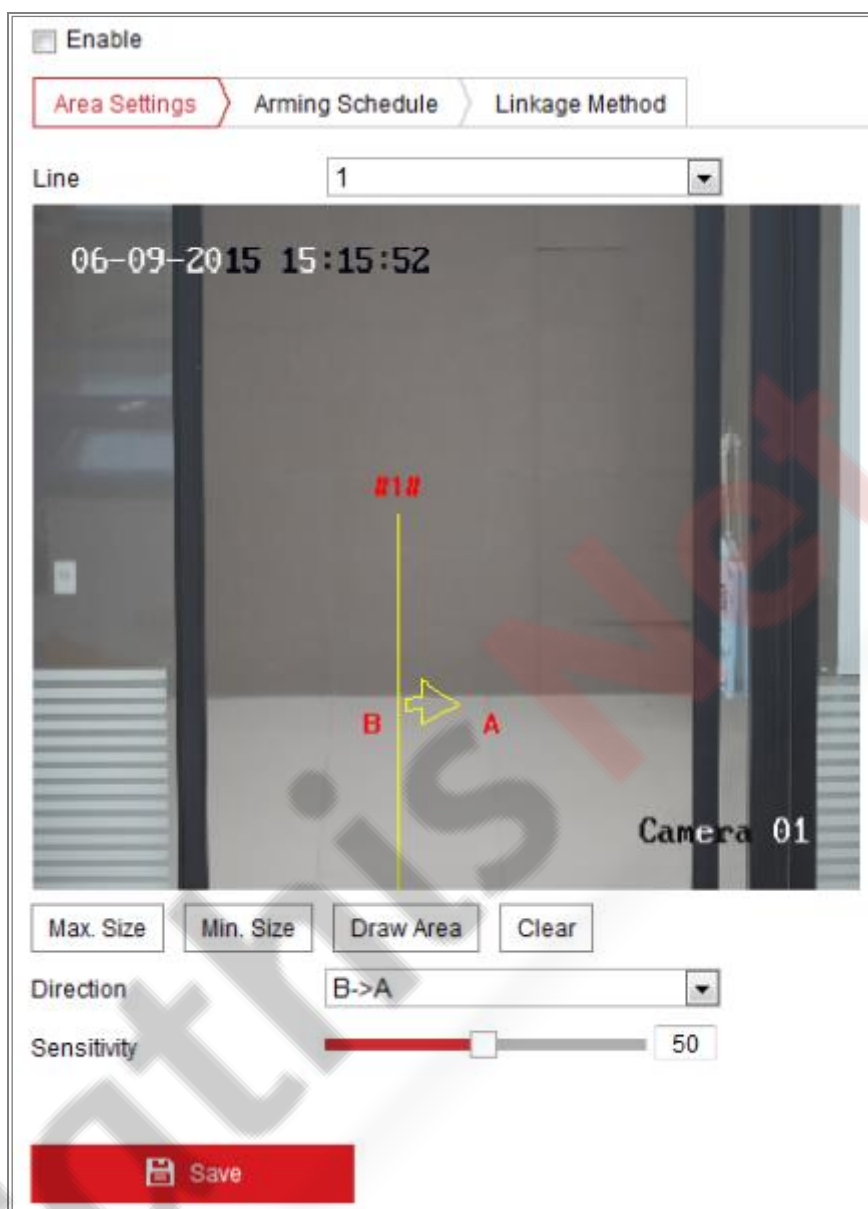 Enable
Area Settings Arming Schedule Linkage Method
Line 1
06-09-2015 15:15:52
#1#
B A
Camera 01
Max. Size Min. Size Draw Area Clear
Direction B->A
Sensitivity 50
Save